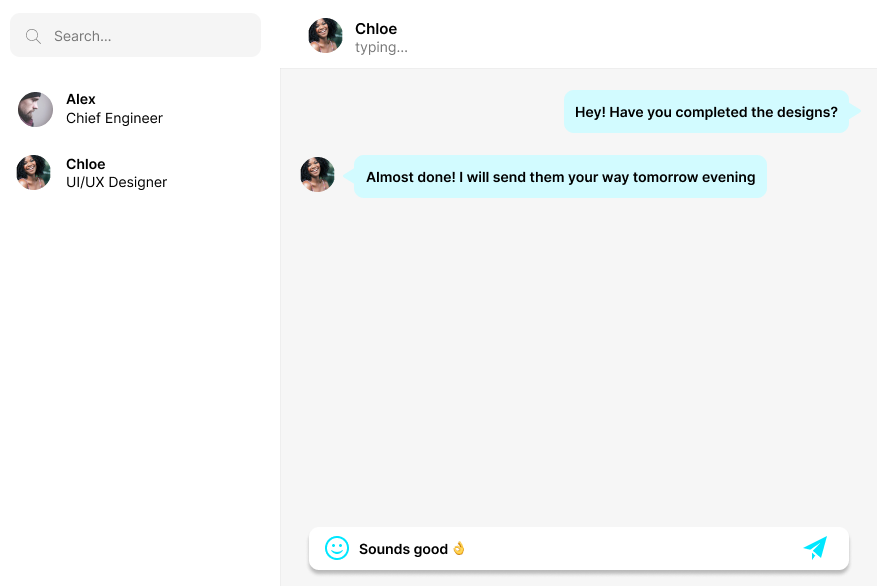 Search...
Alex
Chief Engineer
Chloe
UI/UX Designer
Chloe
typing...
Hey! Have you completed the designs?
Almost done! I will send them your way tomorrow evening
Sounds good 👌